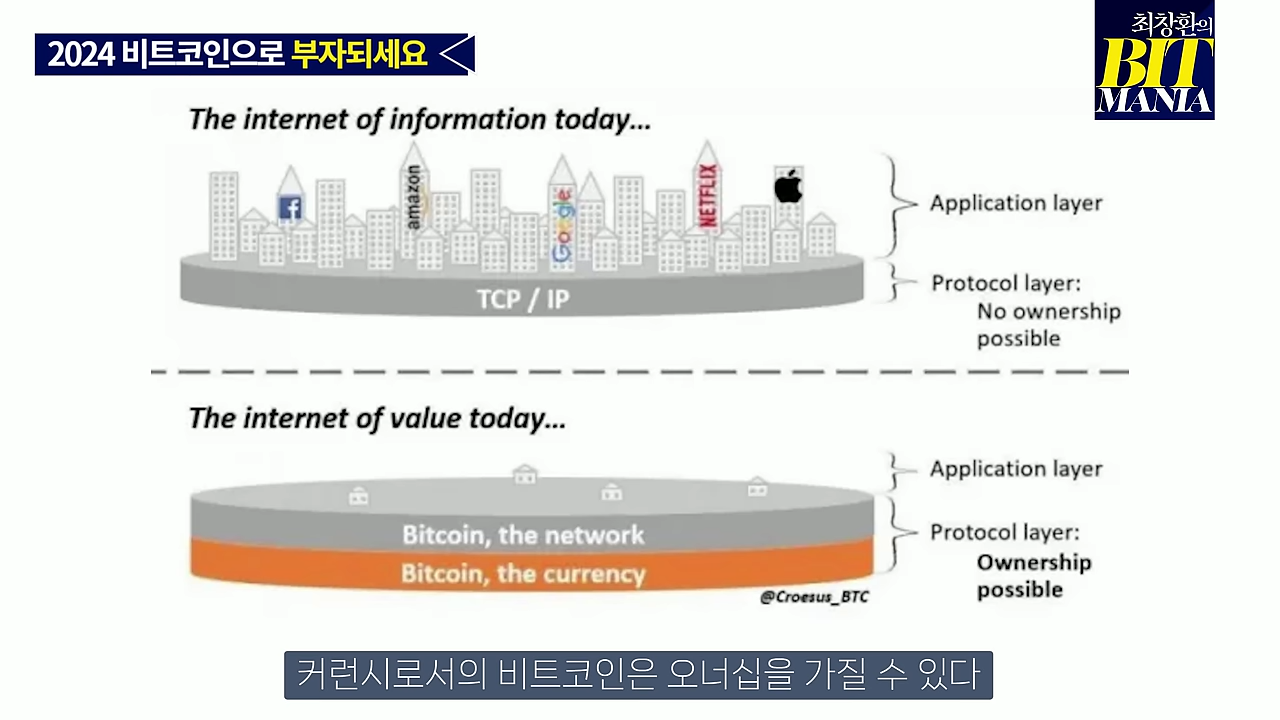 2024 비트코인으로 부자되세요
최창환의
BIT
MANIA
The internet of information today...
amazon
Google
NETFLIX
Application layer
TCP / IP
Protocol layer:
No ownership
possible
The internet of value today...
Application layer
Bitcoin, the network
Bitcoin, the currency
Protocol layer:
Ownership
possible
@Croesus_BTC
커런시로서의 비트코인은 오너십을 가질 수 있다